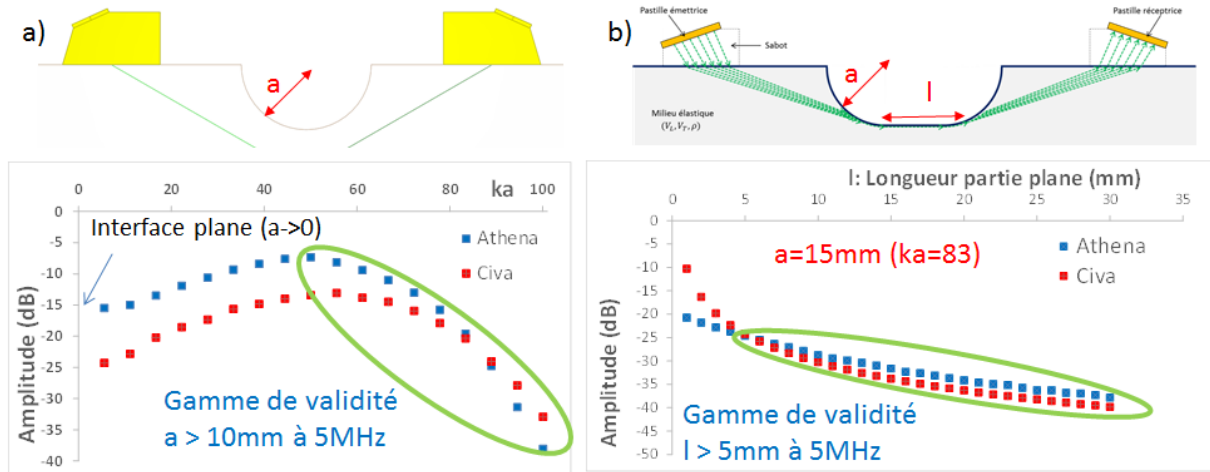 a)
a
0 20 40 60 80 100
ka
0
-5
-10
-15
-20
-25
-30
-35
-40
Amplitude (dB)
Interface plane (a->0)
Athena
Civa
Gamme de validité
a > 10mm à 5MHz
b)
Pastille émettrice
Pastille réceptrice
Sabot
a
l
Milieu élastique
(V_L, V_T, ρ)
l: Longueur partie plane (mm)
0 5 10 15 20 25 30 35
0
-5
-10
-15
-20
-25
-30
-35
-40
-45
-50
Amplitude (dB)
a=15mm (ka=83)
Athena
Civa
Gamme de validité
l > 5mm à 5MHz